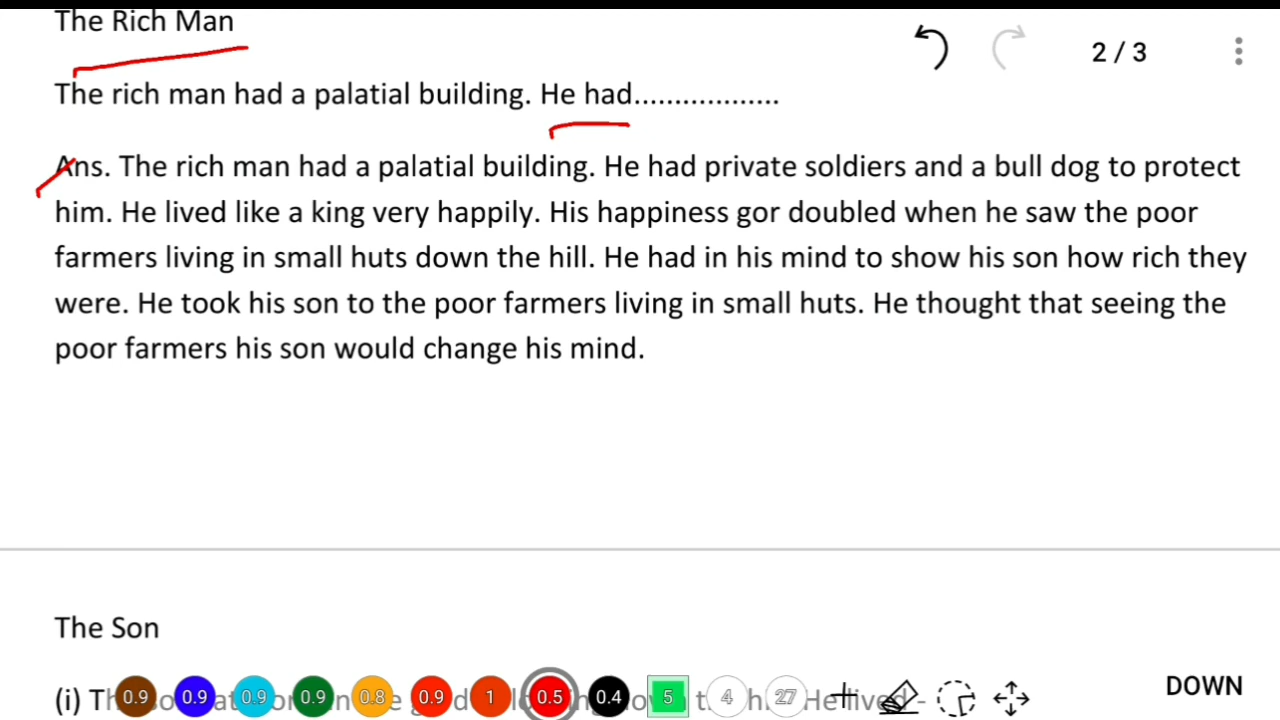 The Rich Man
2 / 3
The rich man had a palatial building. He had..................
Ans. The rich man had a palatial building. He had private soldiers and a bull dog to protect
him. He lived like a king very happily. His happiness gor doubled when he saw the poor
farmers living in small huts down the hill. He had in his mind to show his son how rich they
were. He took his son to the poor farmers living in small huts. He thought that seeing the
poor farmers his son would change his mind.
The Son
(i)
0.9 0.9 0.9 0.9 0.8 0.9 1 0.5 0.4 5 4 27
DOWN